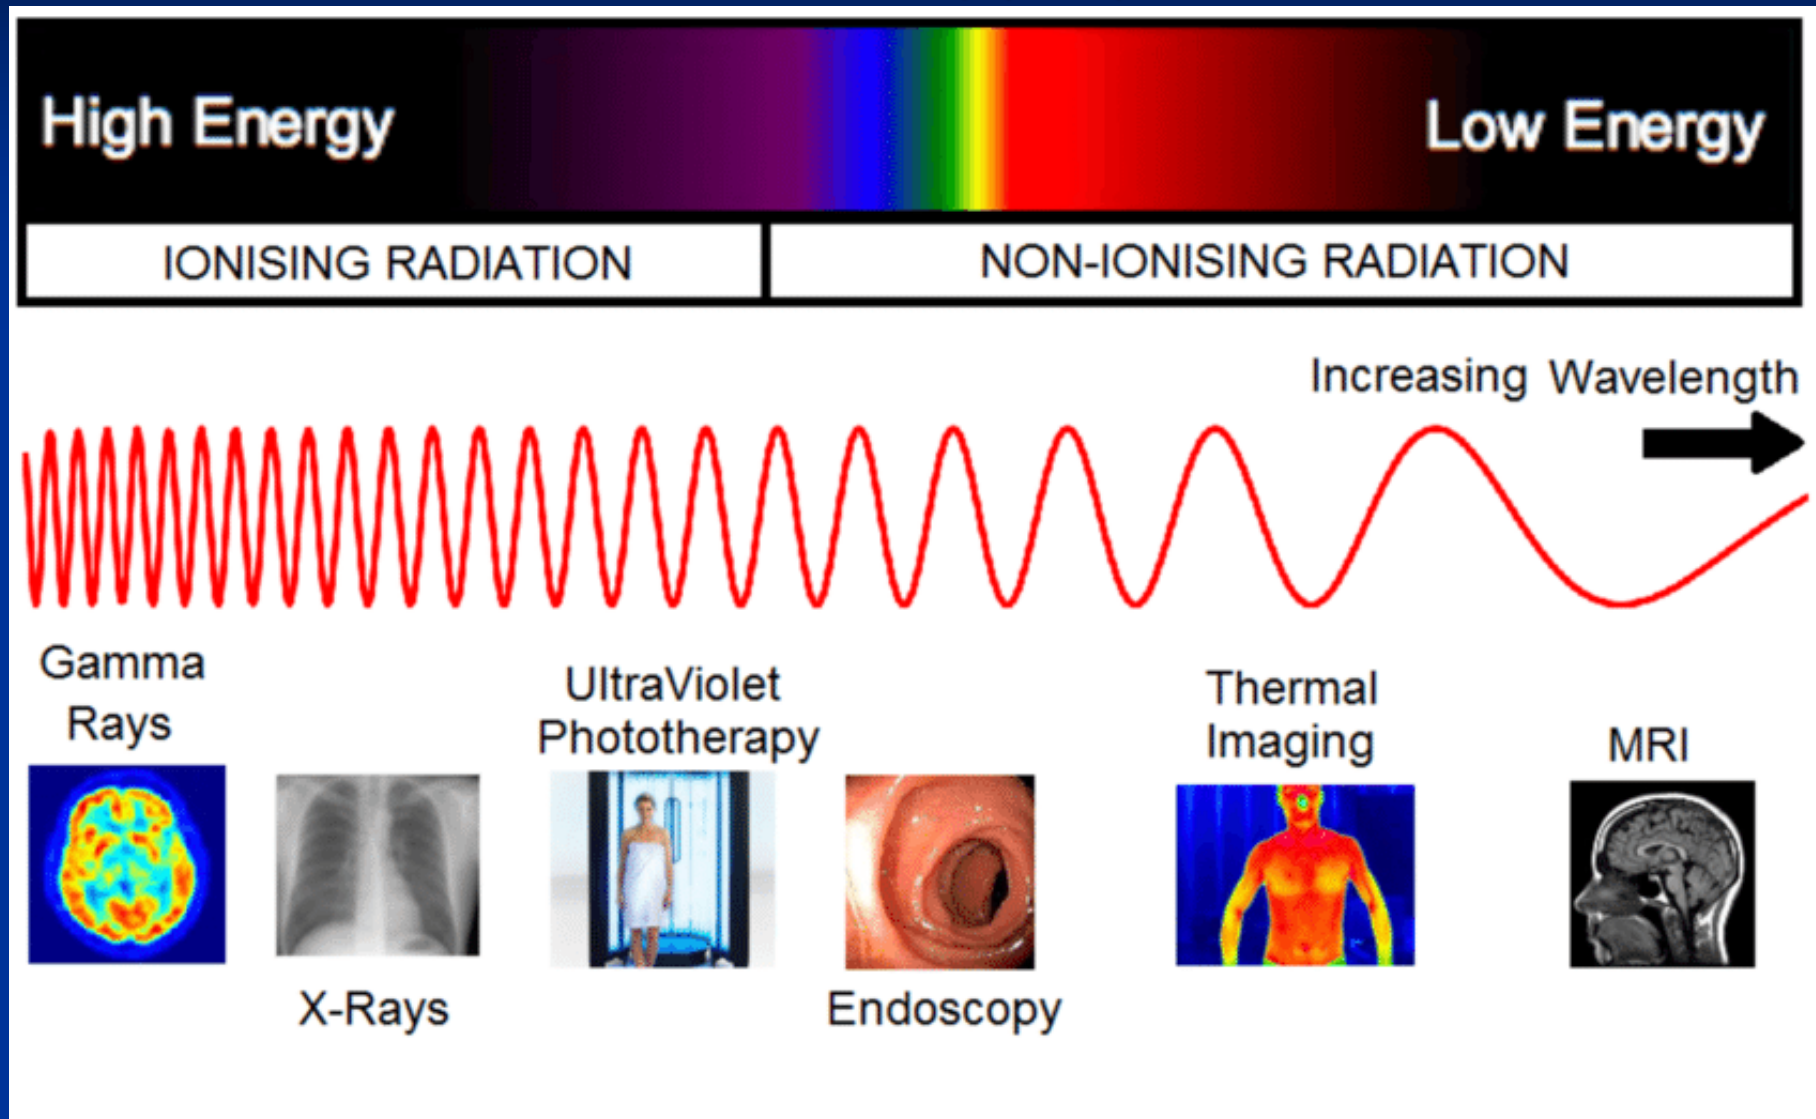 High Energy
Low Energy
IONISING RADIATION
NON-IONISING RADIATION
Increasing Wavelength
Gamma
Rays
X-Rays
UltraViolet
Phototherapy
Endoscopy
Thermal
Imaging
MRI